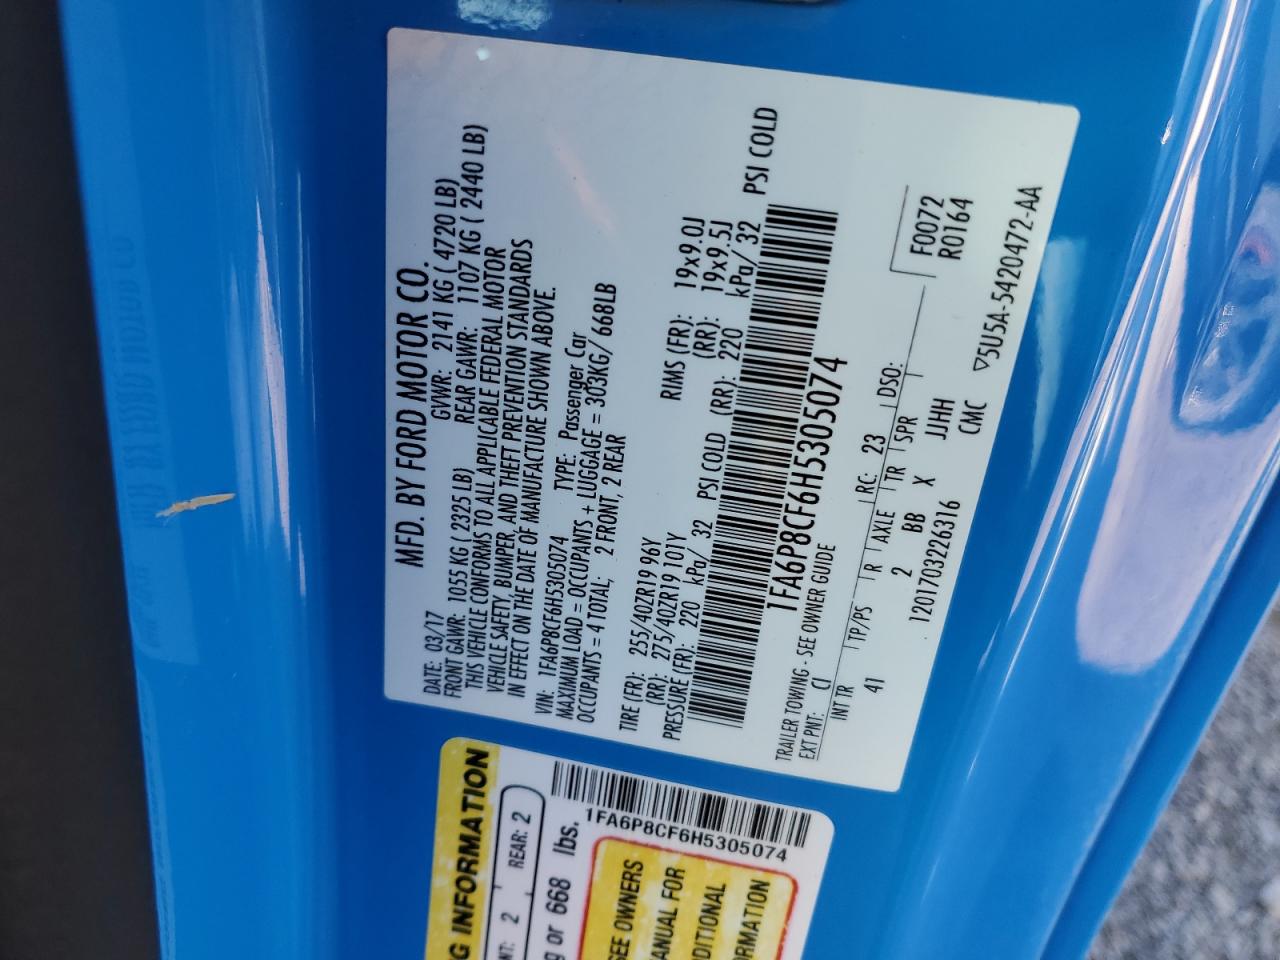 MFD. BY FORD MOTOR CO.
DATE: 03/17 GVWR: 2141 KG ( 4720 LB)
FRONT GAWR: 1055 KG ( 2325 LB) REAR GAWR: 1107 KG ( 2440 LB)
THIS VEHICLE CONFORMS TO ALL APPLICABLE FEDERAL MOTOR
VEHICLE SAFETY, BUMPER, AND THEFT PREVENTION STANDARDS
IN EFFECT ON THE DATE OF MANUFACTURE SHOWN ABOVE.
VIN: 1FA6P8CF6H5305074 TYPE: Passenger Car
MAXIMUM LOAD = OCCUPANTS + LUGGAGE = 303KG/ 668LB
OCCUPANTS = 4 TOTAL; 2 FRONT, 2 REAR
TIRE (FR): 255/40ZR19 96Y RIMS (FR): 19x9.0J
(RR): 275/40ZR19 101Y (RR): 19x9.5J
PRESSURE (FR): 220 kPa/ 32 PSI COLD (RR): 220 kPa/ 32 PSI COLD
1FA6P8CF6H5305074
TRAILER TOWING - SEE OWNER GUIDE
EXT PNT: CI RC: 23 DSO: F0072
INT TR TP/PS R AXLE TR SPR R0164
41 2 BB X JJHH
1201703226316 CMC
▽5U5A-5420472-AA
G INFORMATION
2 REAR: 2
or 668 lbs.
1FA6P8CF6H5305074
SEE OWNERS
ANUAL FOR
DITIONAL
ORMATION